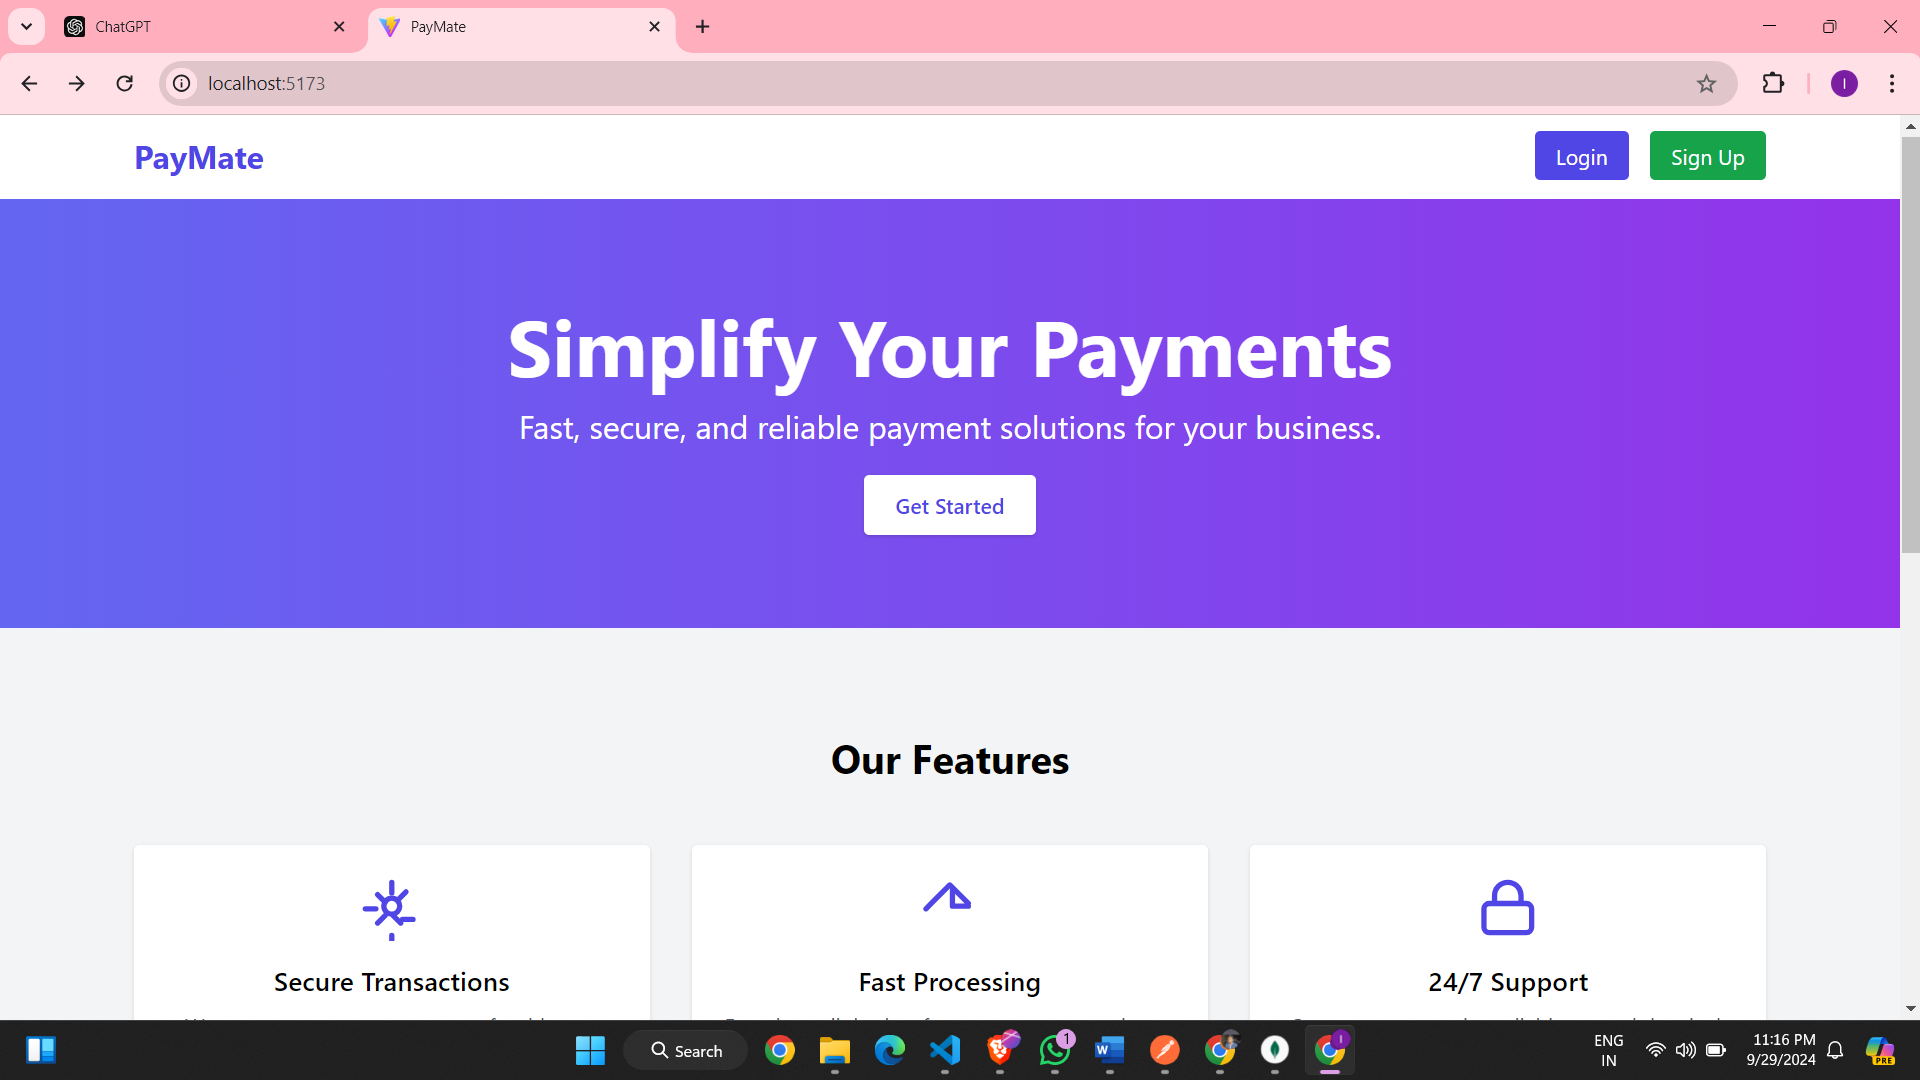 ChatGPT
PayMate
localhost:5173
I
PayMate
Login
Sign Up
Simplify Your Payments
Fast, secure, and reliable payment solutions for your business.
Get Started
Our Features
Secure Transactions
Fast Processing
24/7 Support
Search
1
W
I
ENG
IN
11:16 PM
9/29/2024
PRE